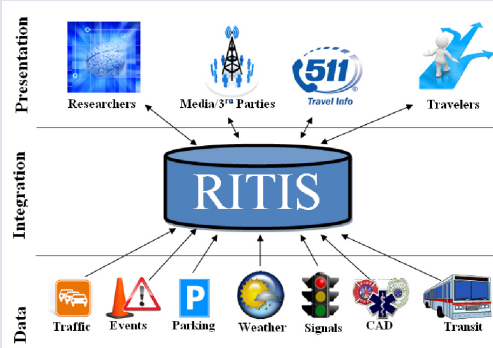 Presentation
Researchers
Media/3rd Parties
511
Travel Info
Travelers
Integration
RITIS
Data
Traffic
Events
P
Parking
Weather
Signals
CAD
Transit